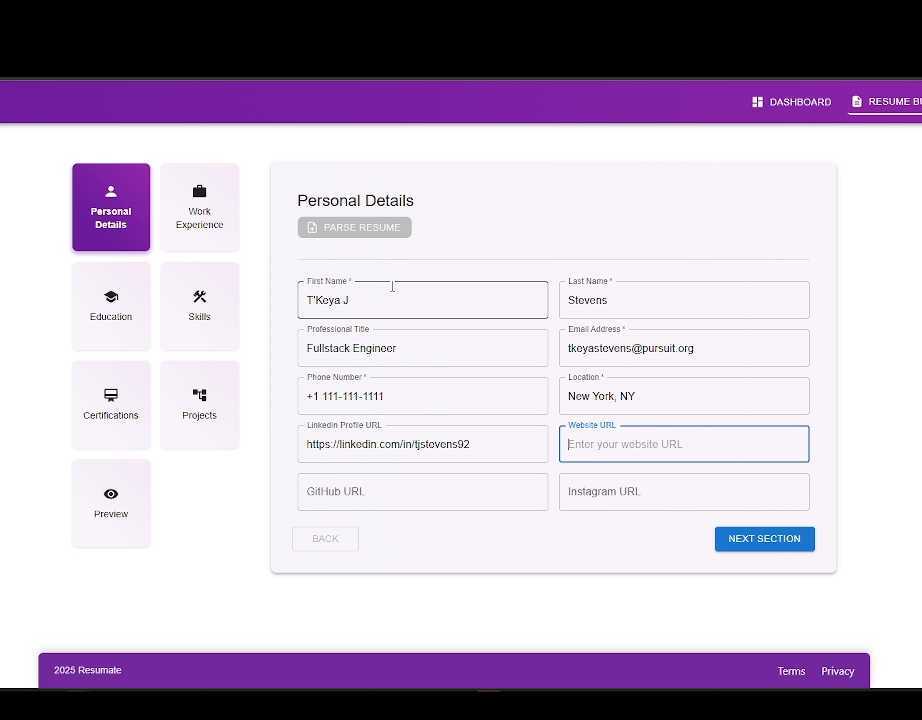 DASHBOARD
RESUME BU
Personal
Details
Work
Experience
Education
Skills
Certifications
Projects
Preview
Personal Details
PARSE RESUME
First Name *
T'Keya J
Last Name *
Stevens
Professional Title
Fullstack Engineer
Email Address *
tkeyastevens@pursuit.org
Phone Number *
+1 111-111-1111
Location *
New York, NY
Linkedin Profile URL
https://linkedin.com/in/tjstevens92
Website URL
Enter your website URL
GitHub URL
Instagram URL
BACK
NEXT SECTION
2025 Resumate
Terms
Privacy